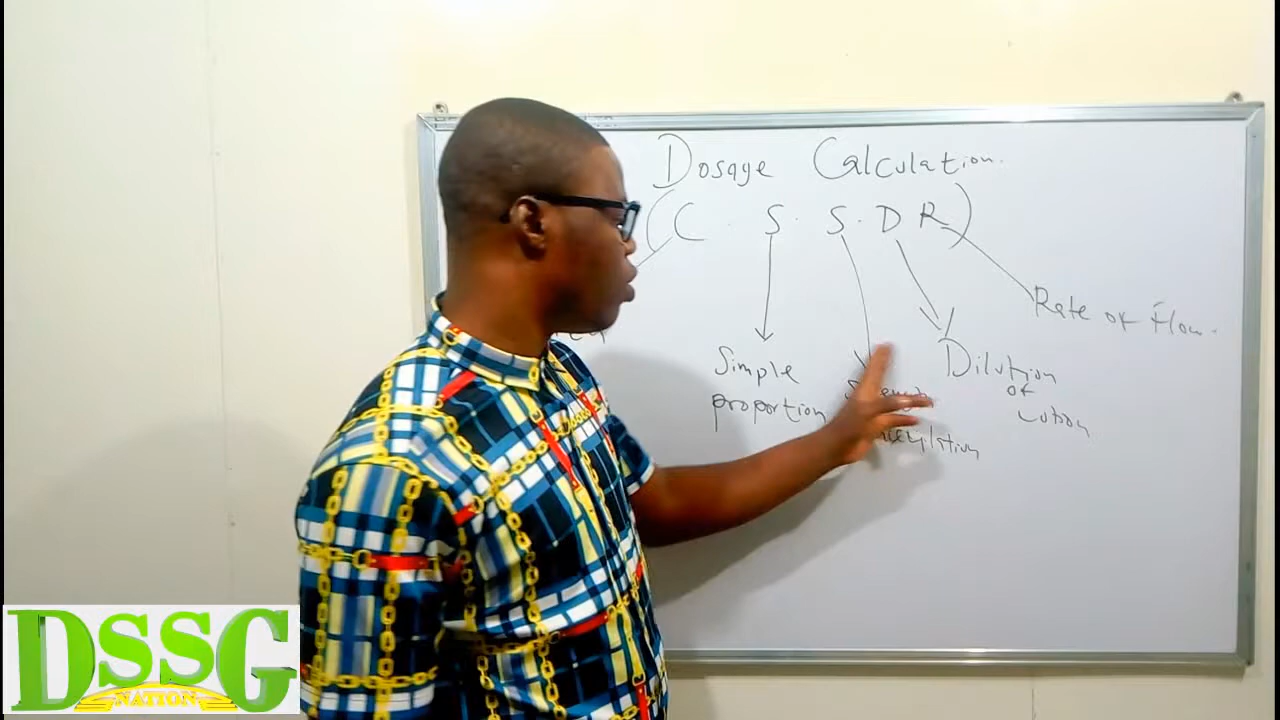 Dosage Calculation.
(C . S . S . D R)
Rate of Flow.
Simple
proportion
Dilution
of
Lotion
DSSG
NATION